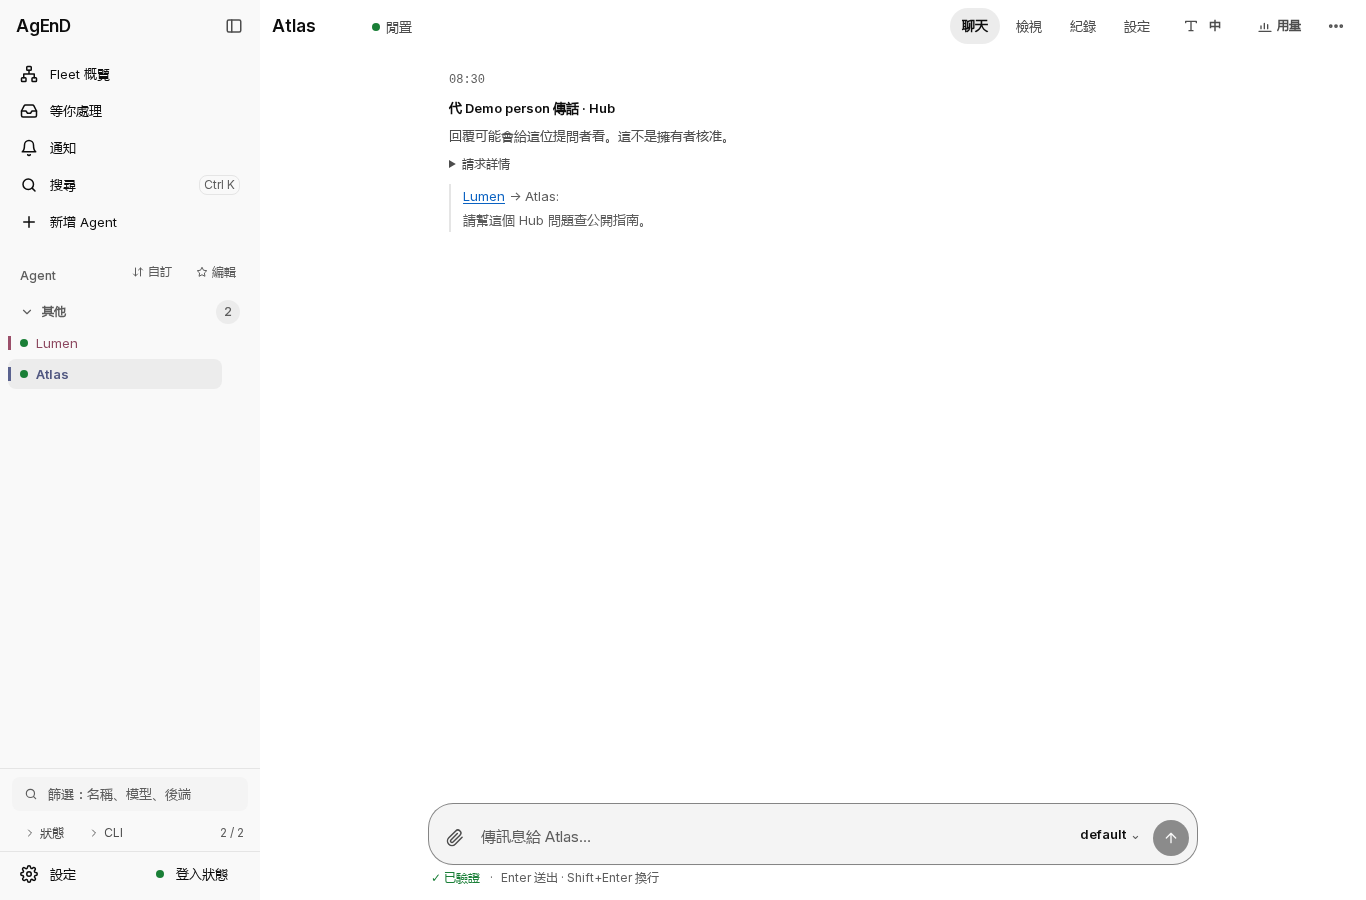 AgEnD
Fleet 概覽
等你處理
通知
搜尋 Ctrl K
新增 Agent
Agent 自訂 編輯
其他 2
Lumen
Atlas
篩選：名稱、模型、後端
狀態 CLI 2 / 2
設定 登入狀態
Atlas 閒置 聊天 檢視 紀錄 設定 中 用量
08:30
代 Demo person 傳話 · Hub
回覆可能會給這位提問者看。這不是擁有者核准。
請求詳情
Lumen → Atlas:
請幫這個 Hub 問題查公開指南。
傳訊息給 Atlas... default
✓ 已驗證 · Enter 送出 · Shift+Enter 換行